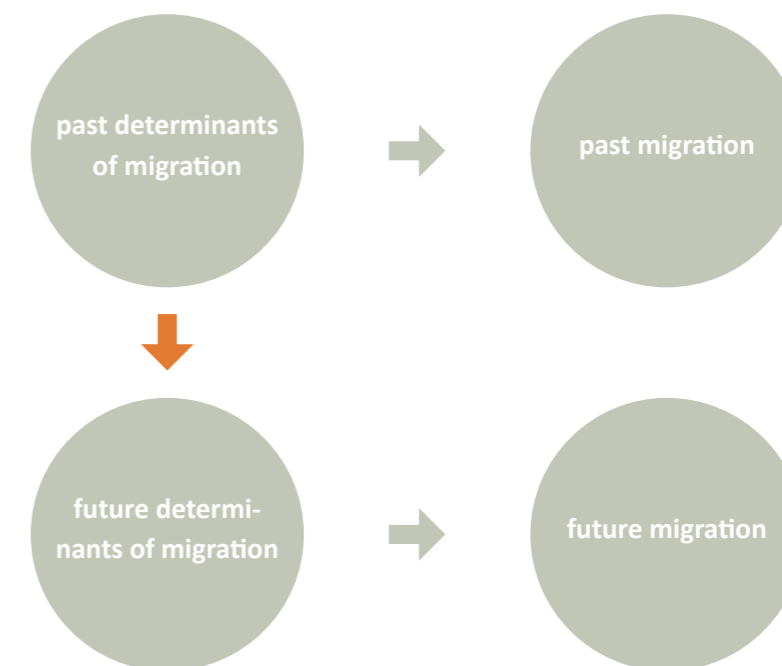 past determinants
of migration
past migration
future determi-
nants of migration
future migration